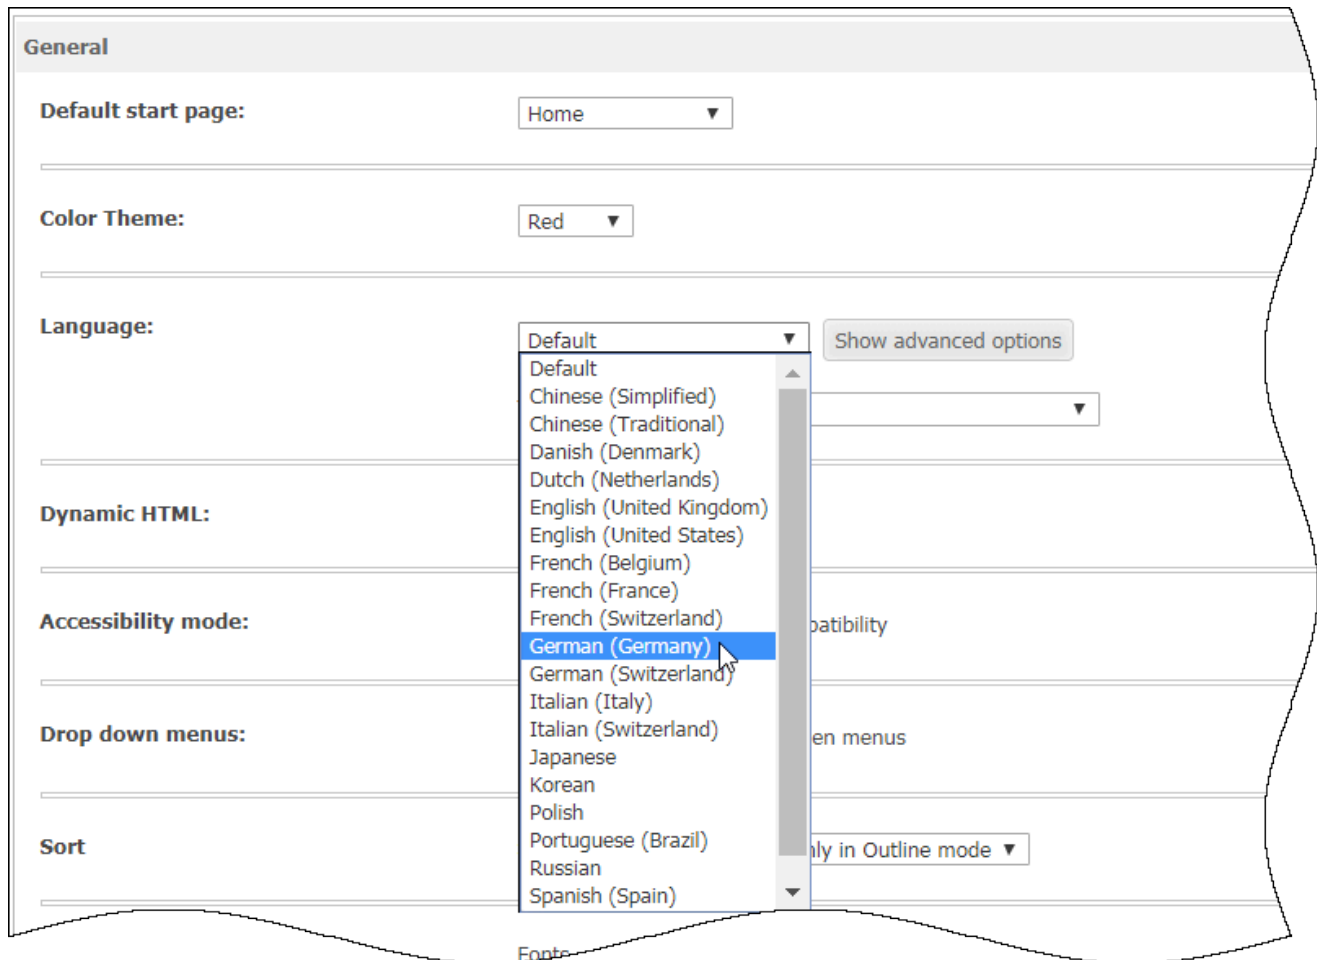 General
Default start page:
Home
Color Theme:
Red
Language:
Default
Show advanced options
Default
Chinese (Simplified)
Chinese (Traditional)
Danish (Denmark)
Dutch (Netherlands)
Dynamic HTML:
English (United Kingdom)
English (United States)
French (Belgium)
French (France)
Accessibility mode:
French (Switzerland)
German (Germany)
German (Switzerland)
Italian (Italy)
Drop down menus:
Italian (Switzerland)
en menus
Japanese
Korean
Polish
Portuguese (Brazil)
Sort
in Outline mode
Russian
Spanish (Spain)